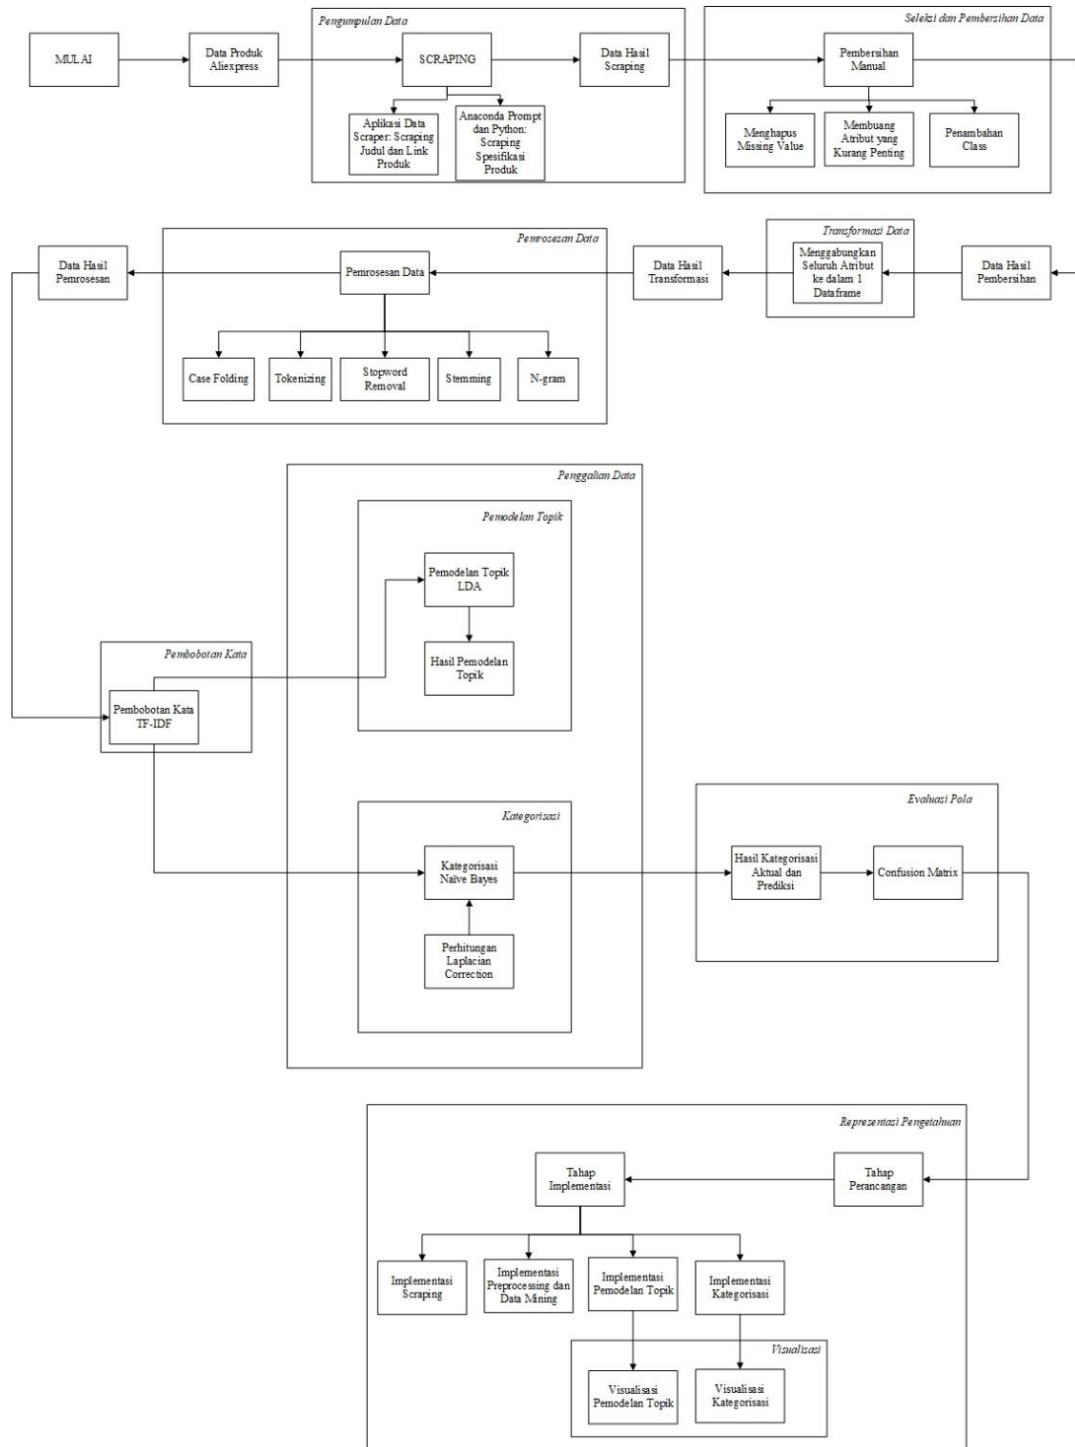 Pengumpulan Data
Seleksi dan Pembersihan Data
MULAI
Data Produk
Aliexpress
SCRAPING
Data Hasil
Scraping
Pembersihan
Manual
Aplikasi Data
Scraper: Scraping
Judul dan Link
Produk
Anaconda Prompt
dan Python:
Scraping
Spesifikasi
Produk
Menghapus
Missing Value
Membuang
Atribut yang
Kurang Penting
Penambahan
Class
Pemrosesan Data
Transformasi Data
Data Hasil
Pemrosesan
Pemrosesan Data
Data Hasil
Transformasi
Menggabungkan
Seluruh Atribut
ke dalam 1
Dataframe
Data Hasil
Pembersihan
Case Folding
Tokenizing
Stopword
Removal
Stemming
N-gram
Penggalian Data
Pemodelan Topik
Pemodelan Topik
LDA
Hasil Pemodelan
Topik
Pembobotan Kata
Pembobotan Kata
TF-IDF
Kategorisasi
Kategorisasi
Naïve Bayes
Perhitungan
Laplacian
Correction
Evaluasi Pola
Hasil Kategorisasi
Aktual dan
Prediksi
Confusion Matrix
Representasi Pengetahuan
Tahap
Implementasi
Tahap
Perancangan
Implementasi
Scraping
Implementasi
Preprocessing dan
Data Mining
Implementasi
Pemodelan Topik
Implementasi
Kategorisasi
Visualisasi
Visualisasi
Pemodelan Topik
Visualisasi
Kategorisasi